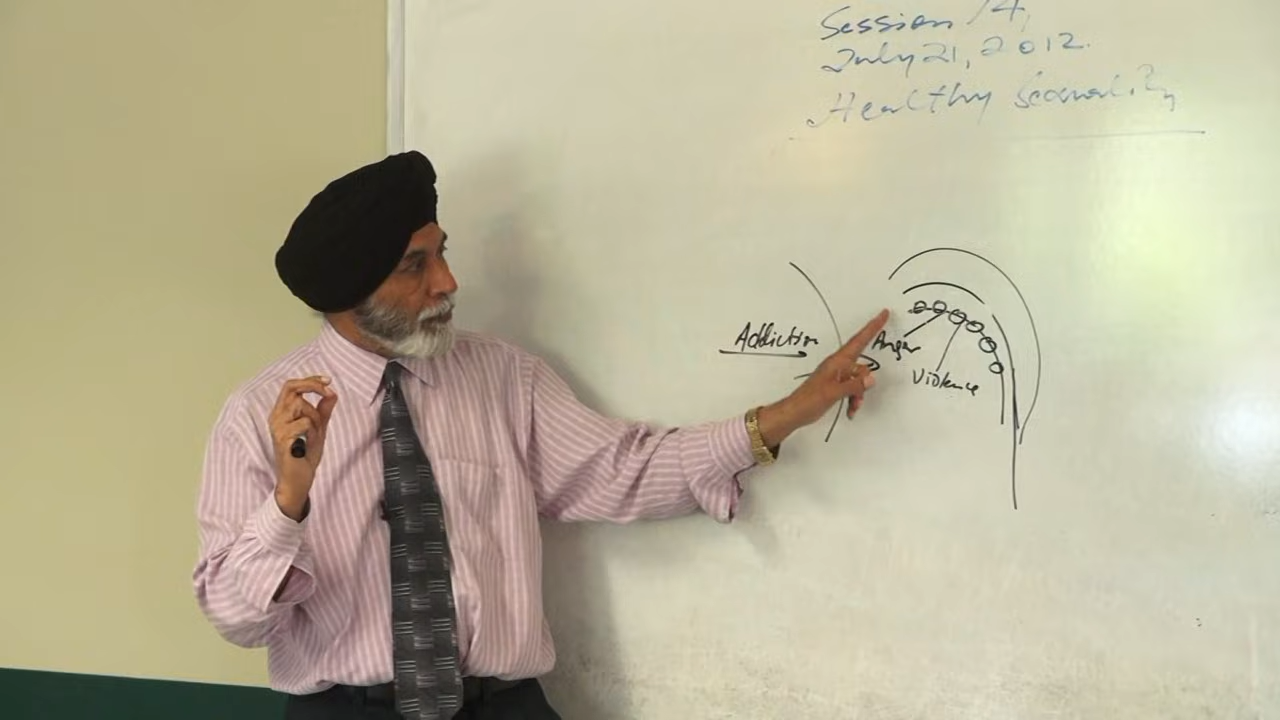 Session 14,
July 21, 2012.
Healthy Sexuality
Addiction
Anger
Violence